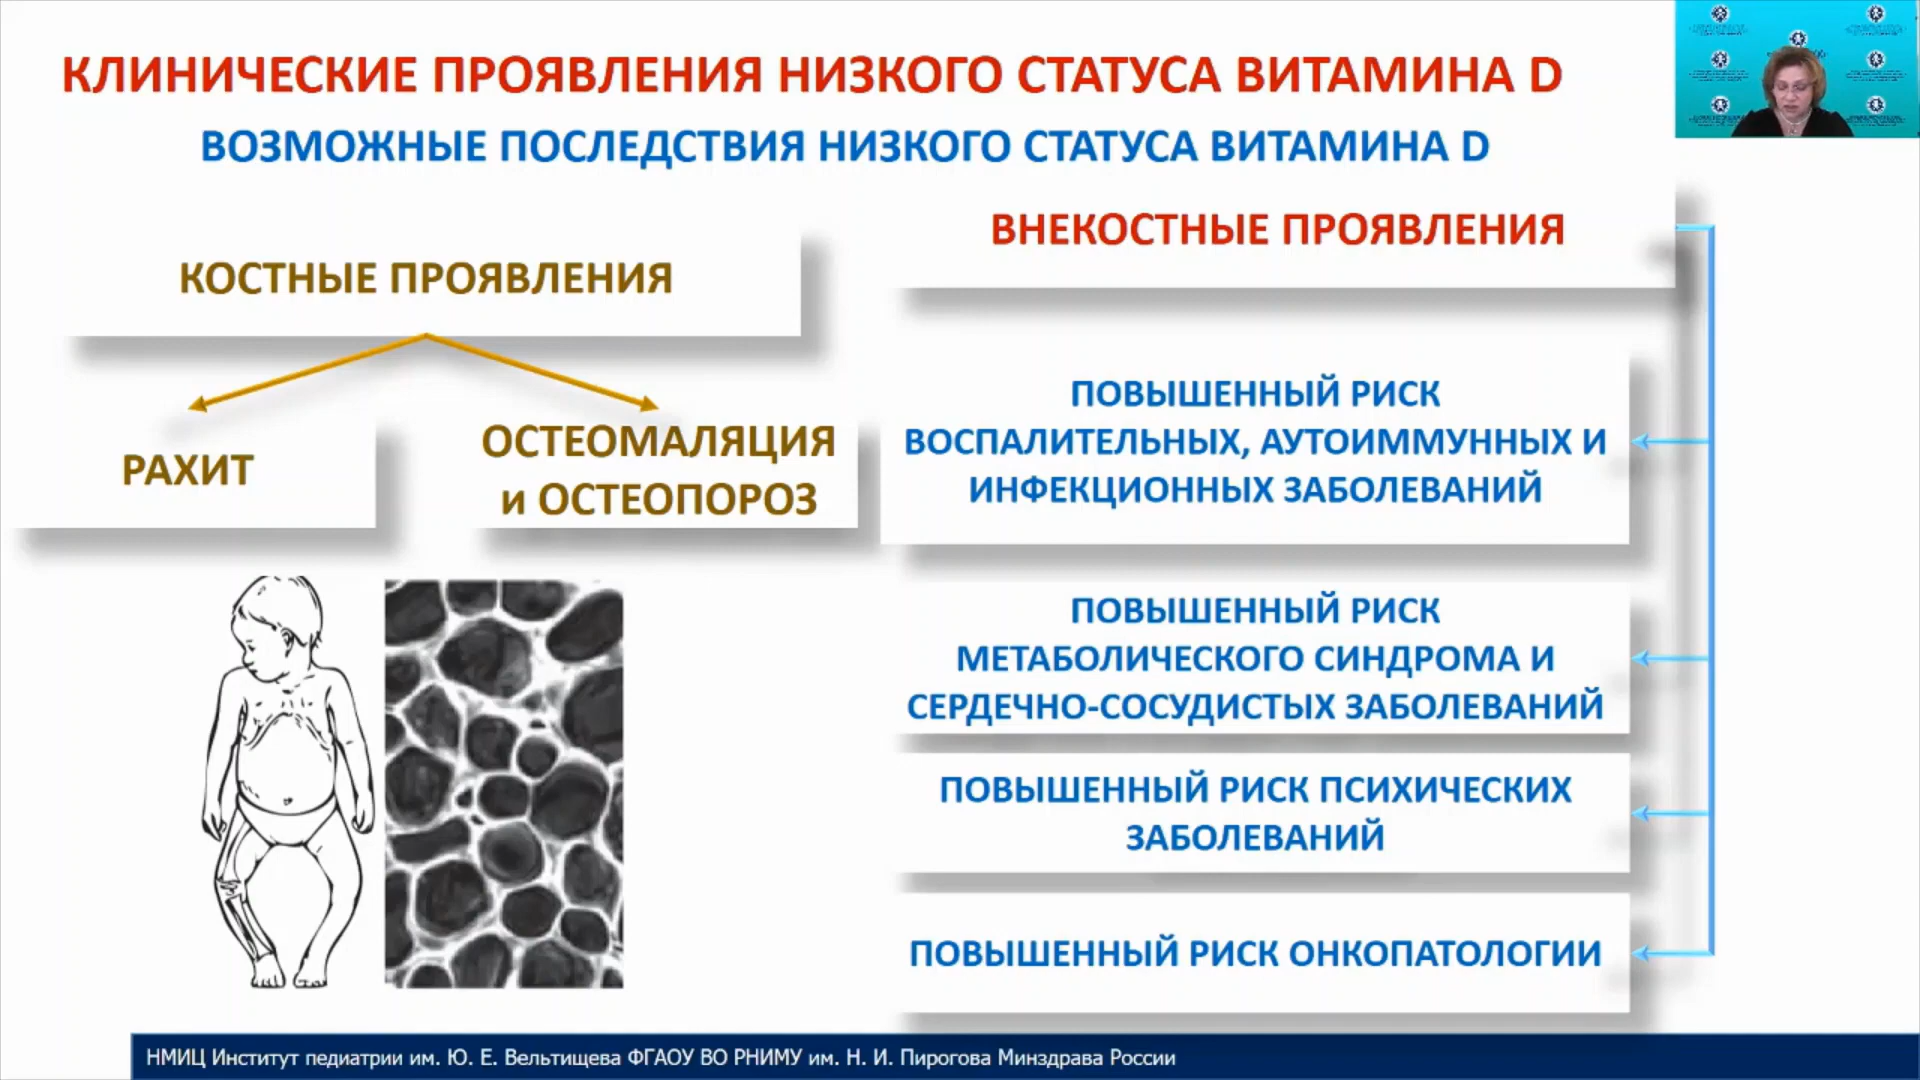 КЛИНИЧЕСКИЕ ПРОЯВЛЕНИЯ НИЗКОГО СТАТУСА ВИТАМИНА D
ВОЗМОЖНЫЕ ПОСЛЕДСТВИЯ НИЗКОГО СТАТУСА ВИТАМИНА D
КОСТНЫЕ ПРОЯВЛЕНИЯ
РАХИТ
ОСТЕОМАЛЯЦИЯ
и ОСТЕОПОРОЗ
ВНЕКОСТНЫЕ ПРОЯВЛЕНИЯ
ПОВЫШЕННЫЙ РИСК
ВОСПАЛИТЕЛЬНЫХ, АУТОИММУННЫХ И
ИНФЕКЦИОННЫХ ЗАБОЛЕВАНИЙ
ПОВЫШЕННЫЙ РИСК
МЕТАБОЛИЧЕСКОГО СИНДРОМА И
СЕРДЕЧНО-СОСУДИСТЫХ ЗАБОЛЕВАНИЙ
ПОВЫШЕННЫЙ РИСК ПСИХИЧЕСКИХ
ЗАБОЛЕВАНИЙ
ПОВЫШЕННЫЙ РИСК ОНКОПАТОЛОГИИ
НМИЦ Институт педиатрии им. Ю. Е. Вельтищева ФГАОУ ВО РНИМУ им. Н. И. Пирогова Минздрава России